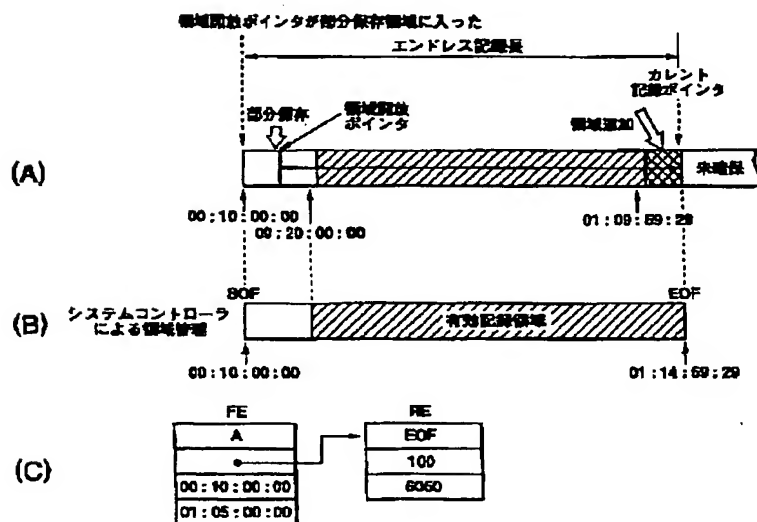 領域開放ポインタが部分保存領域に入った
エンドレス記録長
カレント
記録ポインタ
部分保存
領域開放
ポインタ
領域追加
(A)
未確保
00:10:00:00
00:20:00:00
01:09:59:29
BOF
EOF
(B)
システムコントローラ
による領域管理
有効記録領域
00:10:00:00
01:14:59:29
FE
RE
(C)
A
EOF
100
00:10:00:00
6060
01:05:00:00